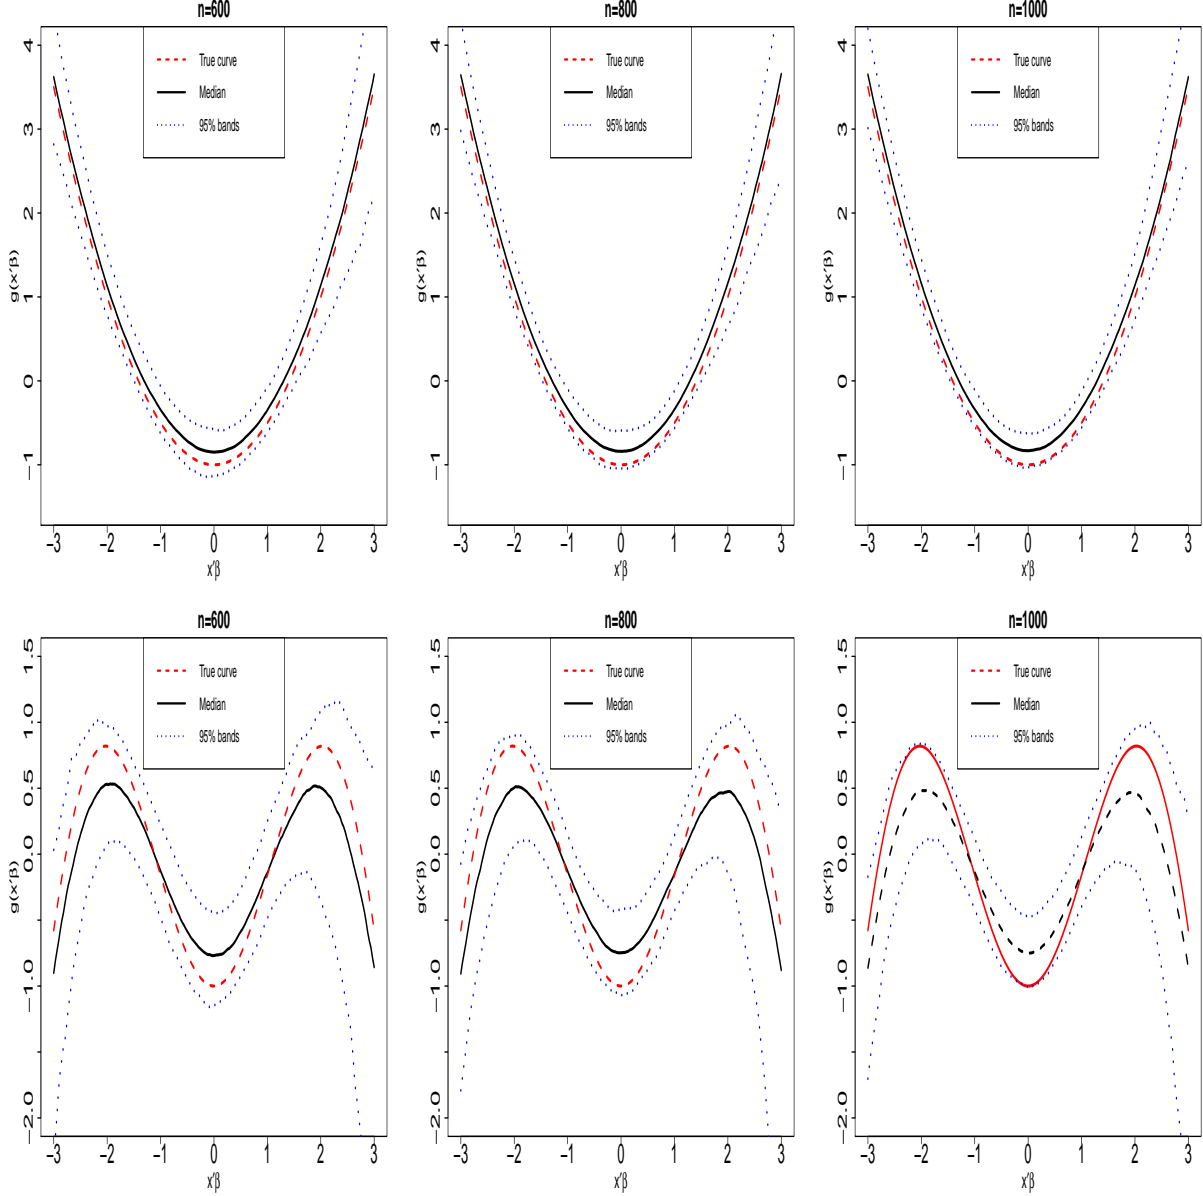 n=600
4
3
2
1
0
−1
g(x'β)
True curve
Median
95% bands
−3 −2 −1 0 1 2 3
x'β
n=800
4
3
2
1
0
−1
g(x'β)
True curve
Median
95% bands
−3 −2 −1 0 1 2 3
x'β
n=1000
4
3
2
1
0
−1
g(x'β)
True curve
Median
95% bands
−3 −2 −1 0 1 2 3
x'β
n=600
1.5
1.0
0.5
0.0
−1.0
−2.0
g(x'β)
True curve
Median
95% bands
−3 −2 −1 0 1 2 3
x'β
n=800
1.5
1.0
0.5
0.0
−1.0
−2.0
g(x'β)
True curve
Median
95% bands
−3 −2 −1 0 1 2 3
x'β
n=1000
1.5
1.0
0.5
0.0
−1.0
−2.0
g(x'β)
True curve
Median
95% bands
−3 −2 −1 0 1 2 3
x'β